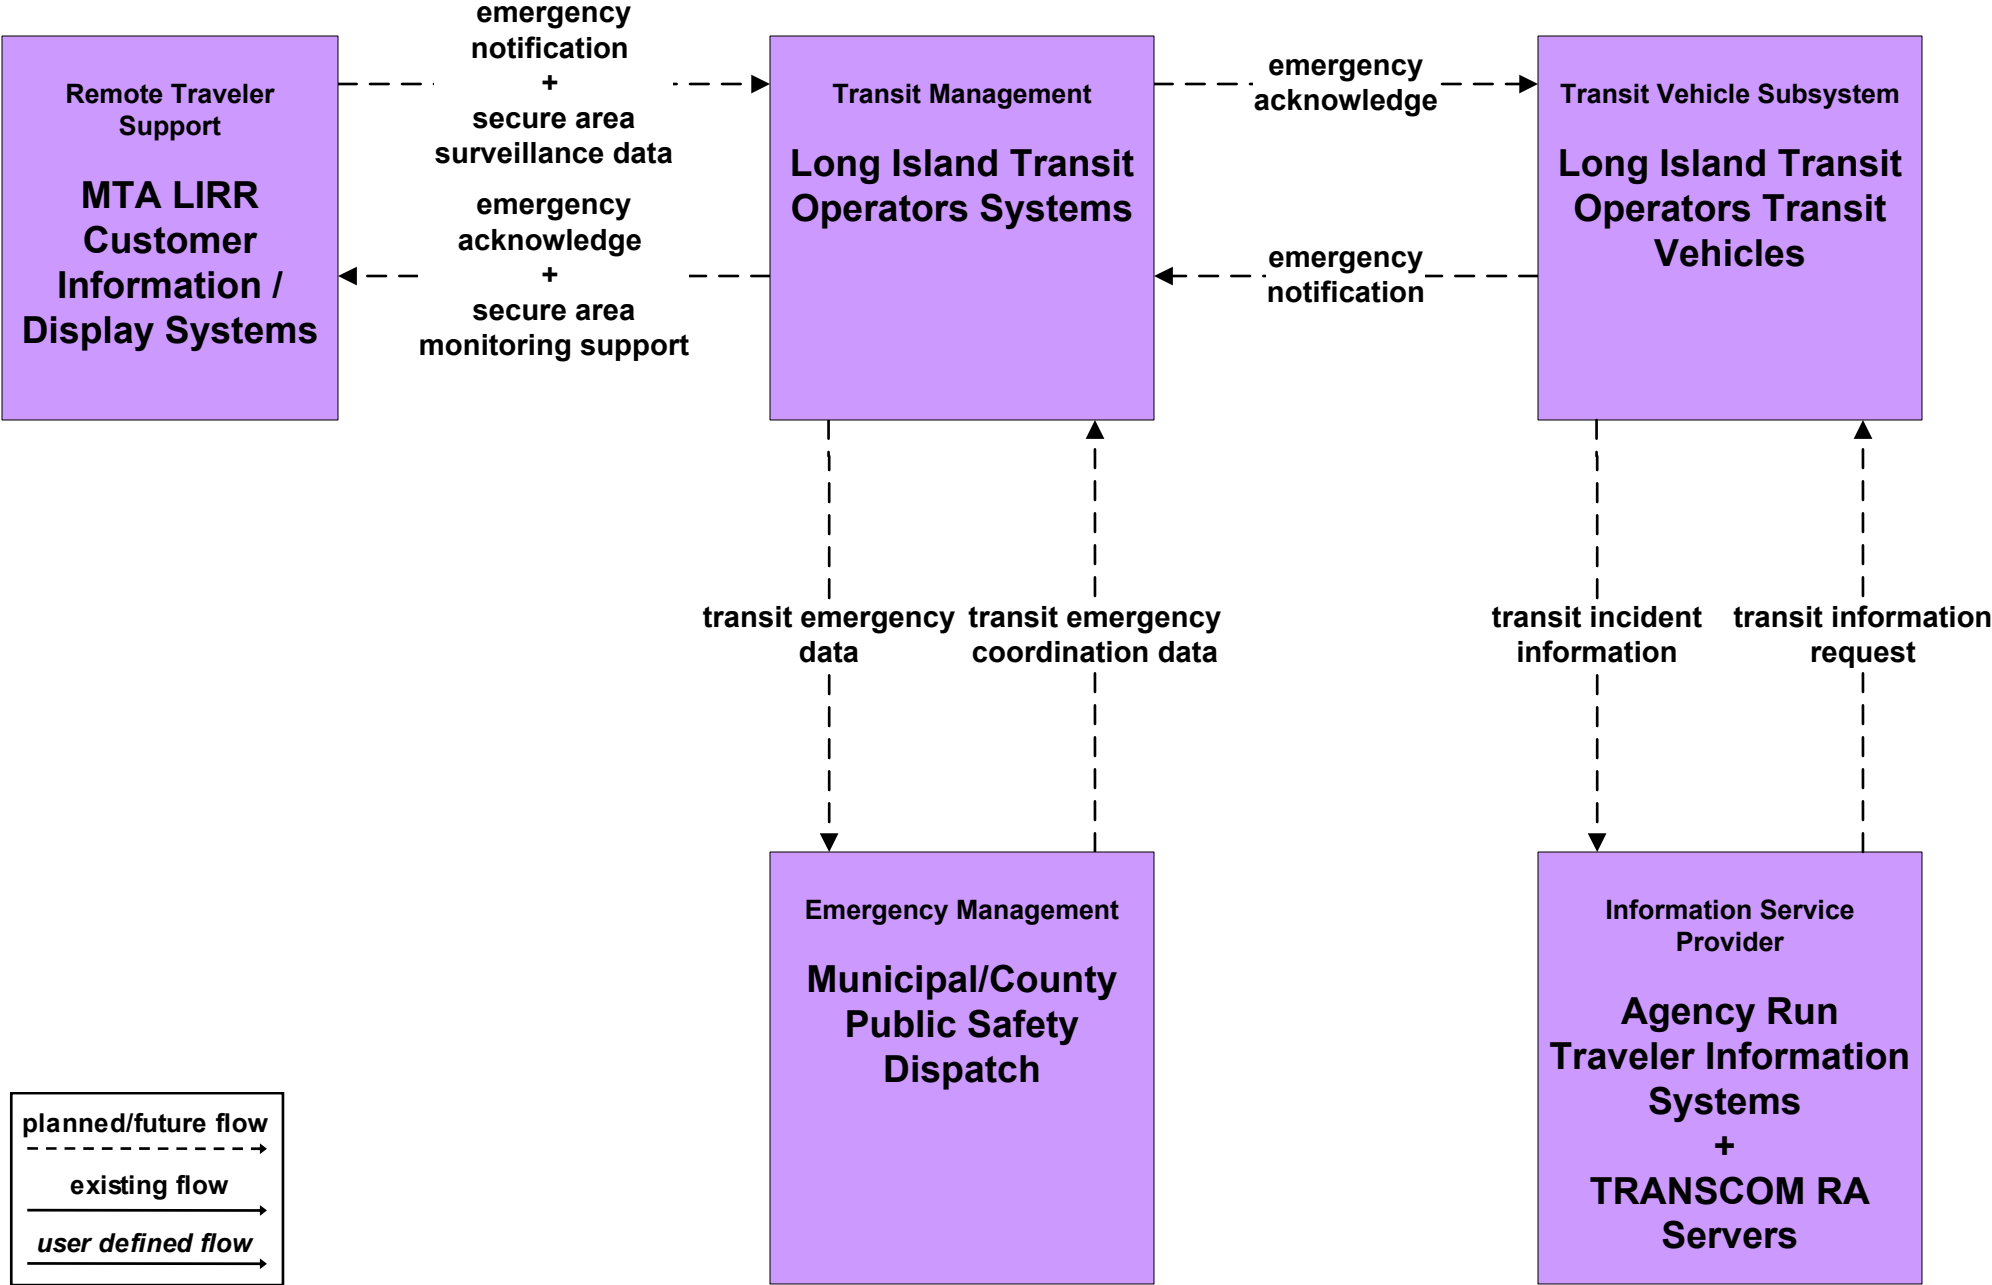 Remote Traveler
Support
MTA LIRR
Customer
Information /
Display Systems
emergency
notification
+
secure area
surveillance data
emergency
acknowledge
+
secure area
monitoring support
Transit Management
Long Island Transit
Operators Systems
emergency
acknowledge
emergency
notification
Transit Vehicle Subsystem
Long Island Transit
Operators Transit
Vehicles
transit emergency
data
transit emergency
coordination data
transit incident
information
transit information
request
Emergency Management
Municipal/County
Public Safety
Dispatch
Information Service
Provider
Agency Run
Traveler Information
Systems
+
TRANSCOM RA
Servers
planned/future flow
existing flow
user defined flow